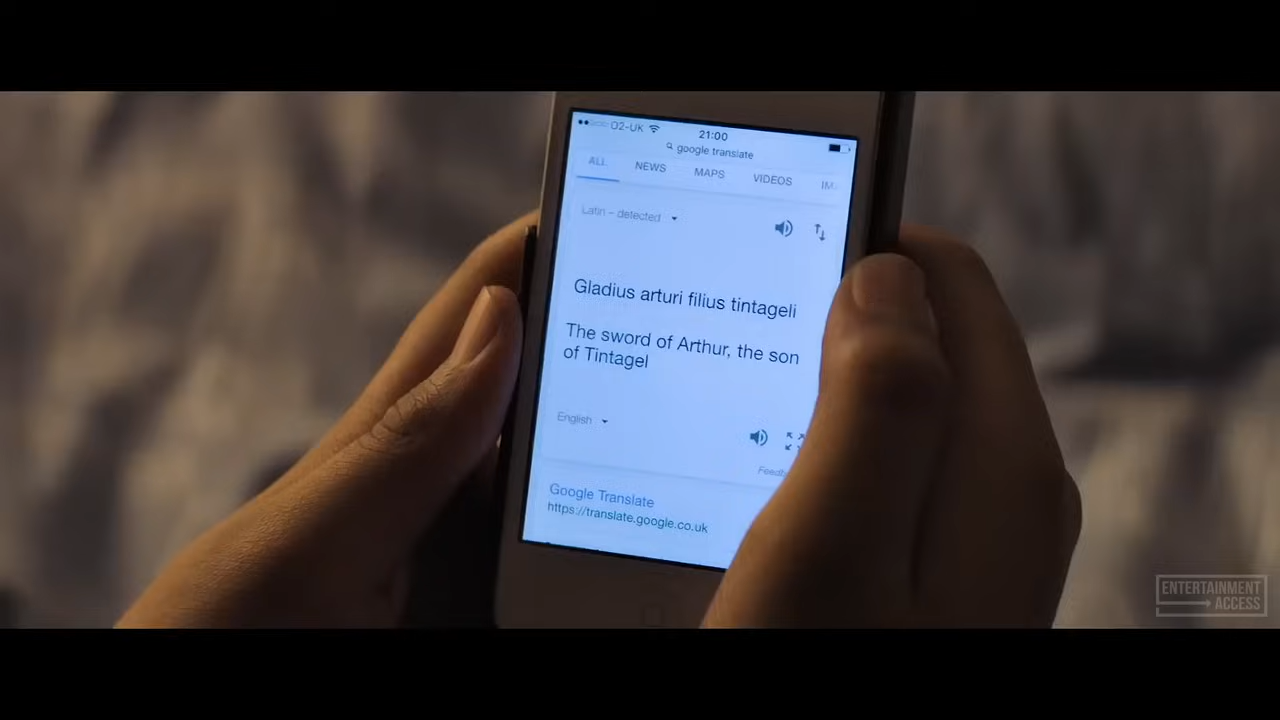 O2-UK 21:00
google translate
ALL NEWS MAPS VIDEOS
Latin – detected
Gladius arturi filius tintageli
The sword of Arthur, the son
of Tintagel
English
Google Translate
https://translate.google.co.uk
ENTERTAINMENT
ACCESS